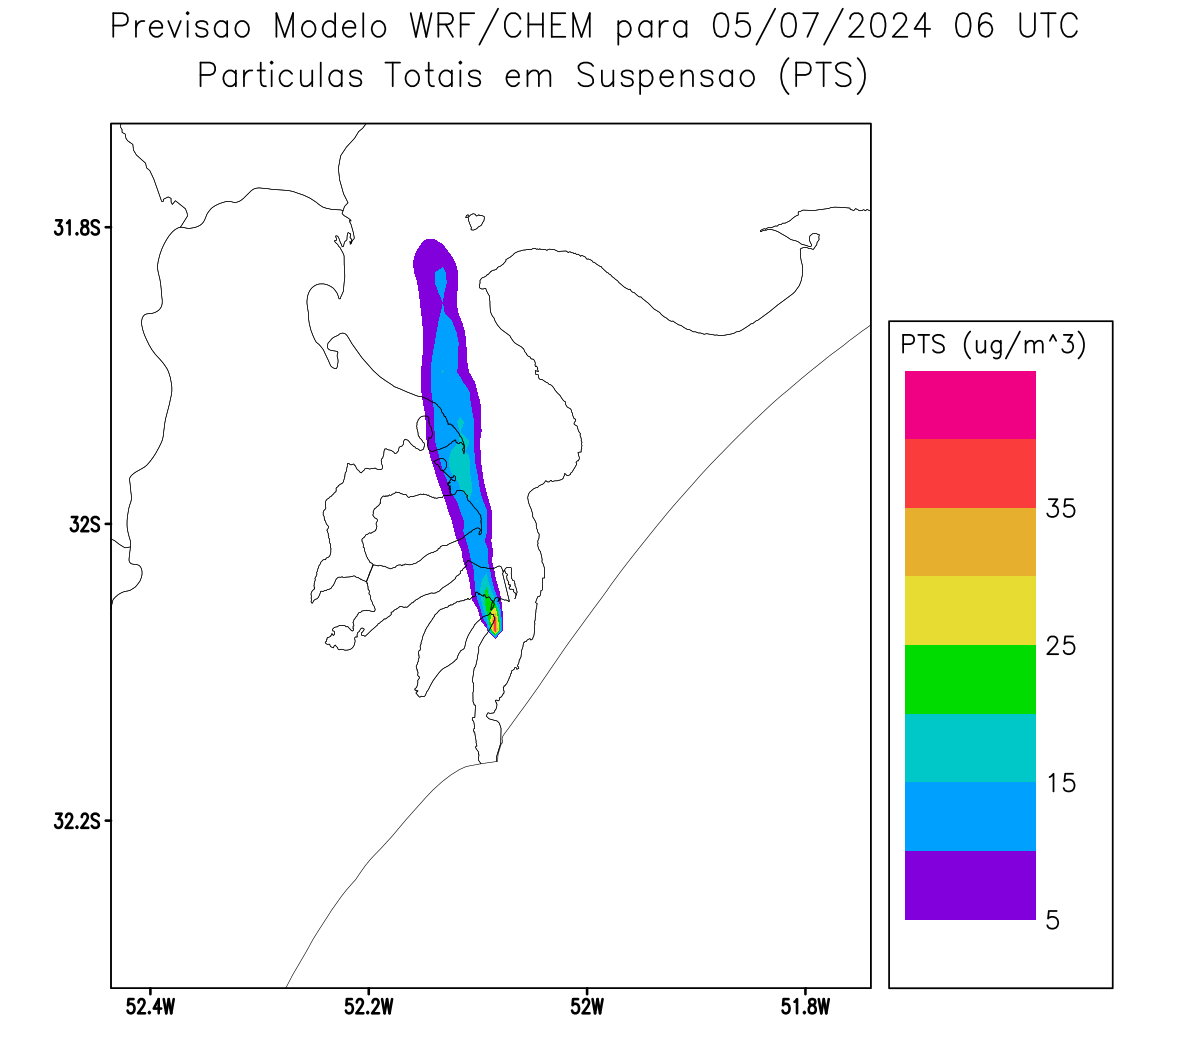 Previsao Modelo WRF/CHEM para 05/07/2024 06 UTC
Particulas Totais em Suspensao (PTS)
31.8S
32S
32.2S
52.4W
52.2W
52W
51.8W
PTS (ug/m^3)
35
25
15
5